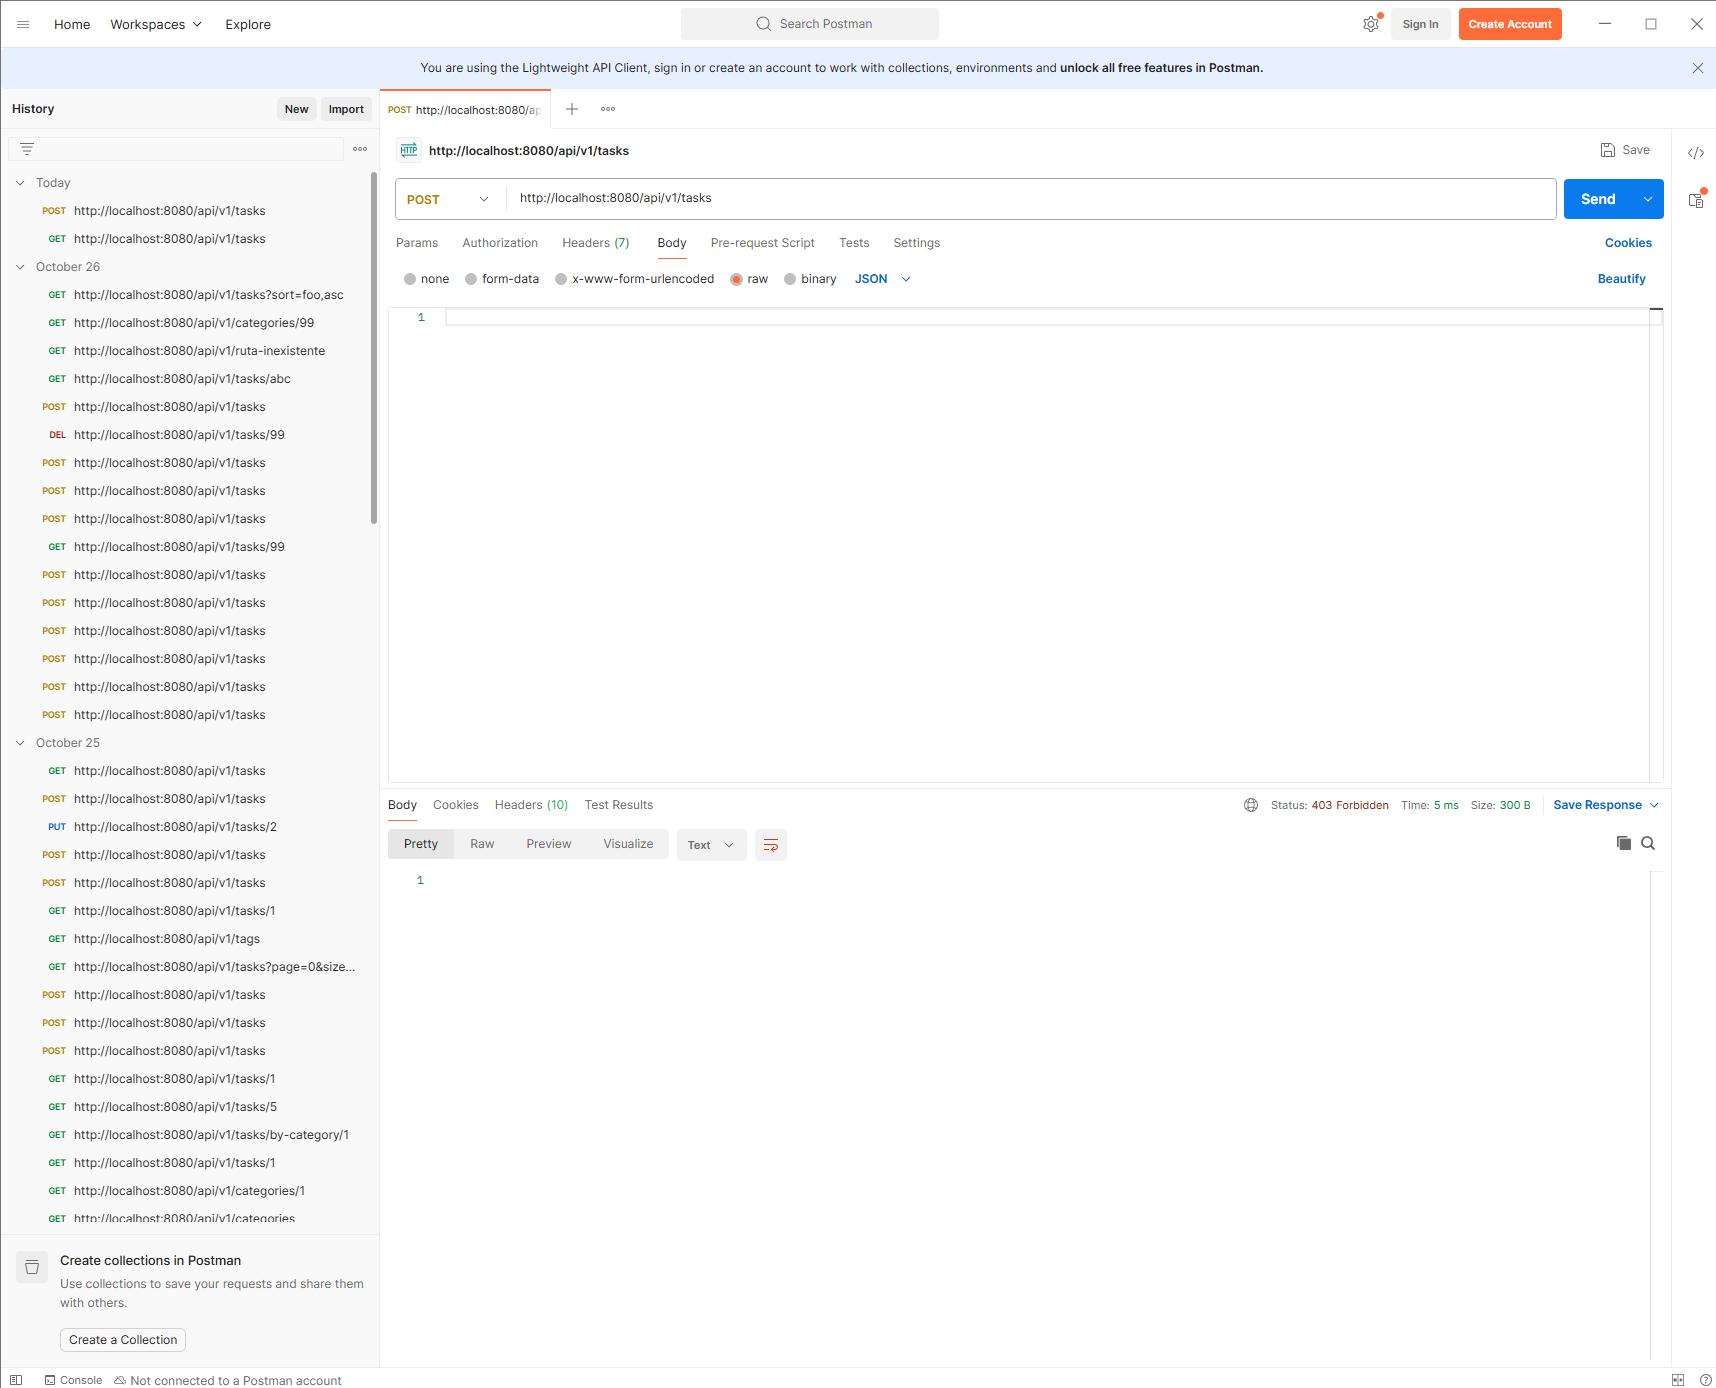 Home Workspaces Explore
Search Postman
Sign In
Create Account
You are using the Lightweight API Client, sign in or create an account to work with collections, environments and unlock all free features in Postman.
History
New
Import
Today
POST http://localhost:8080/api/v1/tasks
GET http://localhost:8080/api/v1/tasks
October 26
GET http://localhost:8080/api/v1/tasks?sort=foo,asc
GET http://localhost:8080/api/v1/categories/99
GET http://localhost:8080/api/v1/ruta-inexistente
GET http://localhost:8080/api/v1/tasks/abc
POST http://localhost:8080/api/v1/tasks
DEL http://localhost:8080/api/v1/tasks/99
POST http://localhost:8080/api/v1/tasks
POST http://localhost:8080/api/v1/tasks
POST http://localhost:8080/api/v1/tasks
GET http://localhost:8080/api/v1/tasks/99
POST http://localhost:8080/api/v1/tasks
POST http://localhost:8080/api/v1/tasks
POST http://localhost:8080/api/v1/tasks
POST http://localhost:8080/api/v1/tasks
POST http://localhost:8080/api/v1/tasks
POST http://localhost:8080/api/v1/tasks
October 25
GET http://localhost:8080/api/v1/tasks
POST http://localhost:8080/api/v1/tasks
PUT http://localhost:8080/api/v1/tasks/2
POST http://localhost:8080/api/v1/tasks
POST http://localhost:8080/api/v1/tasks
GET http://localhost:8080/api/v1/tasks/1
GET http://localhost:8080/api/v1/tags
GET http://localhost:8080/api/v1/tasks?page=0&size...
POST http://localhost:8080/api/v1/tasks
POST http://localhost:8080/api/v1/tasks
POST http://localhost:8080/api/v1/tasks
GET http://localhost:8080/api/v1/tasks/1
GET http://localhost:8080/api/v1/tasks/5
GET http://localhost:8080/api/v1/tasks/by-category/1
GET http://localhost:8080/api/v1/tasks/1
GET http://localhost:8080/api/v1/categories/1
GET http://localhost:8080/api/v1/categories
Create collections in Postman
Use collections to save your requests and share them
with others.
Create a Collection
POST http://localhost:8080/ap
HTTP http://localhost:8080/api/v1/tasks
Save
POST http://localhost:8080/api/v1/tasks
Send
Params Authorization Headers (7) Body Pre-request Script Tests Settings Cookies
none form-data x-www-form-urlencoded raw binary JSON Beautify
1
Body Cookies Headers (10) Test Results Status: 403 Forbidden Time: 5 ms Size: 300 B Save Response
Pretty Raw Preview Visualize Text
1
Console Not connected to a Postman account